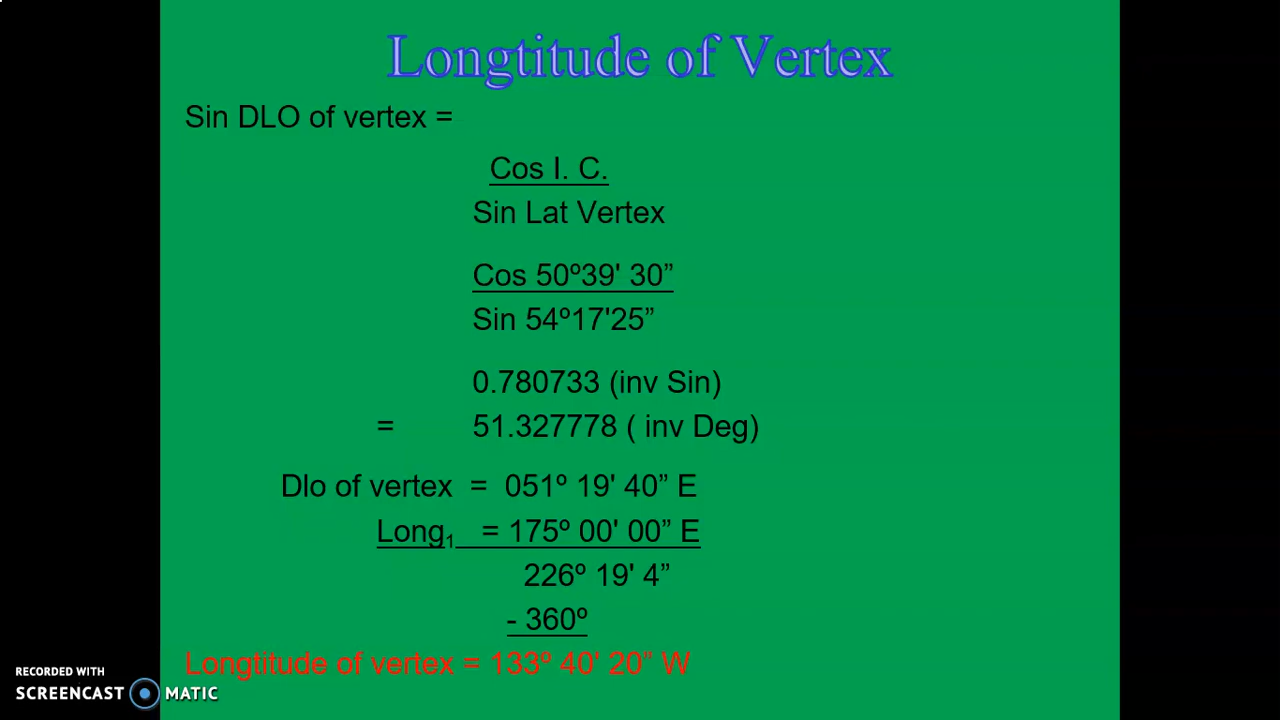 Longtitude of Vertex
Sin DLO of vertex =
Cos I. C.
Sin Lat Vertex
Cos 50º39' 30”
Sin 54º17'25”
0.780733 (inv Sin)
= 51.327778 ( inv Deg)
Dlo of vertex = 051º 19' 40” E
Long1 = 175º 00' 00” E
226º 19' 4”
- 360º
Longtitude of vertex = 133º 40' 20” W
RECORDED WITH
SCREENCAST MATIC